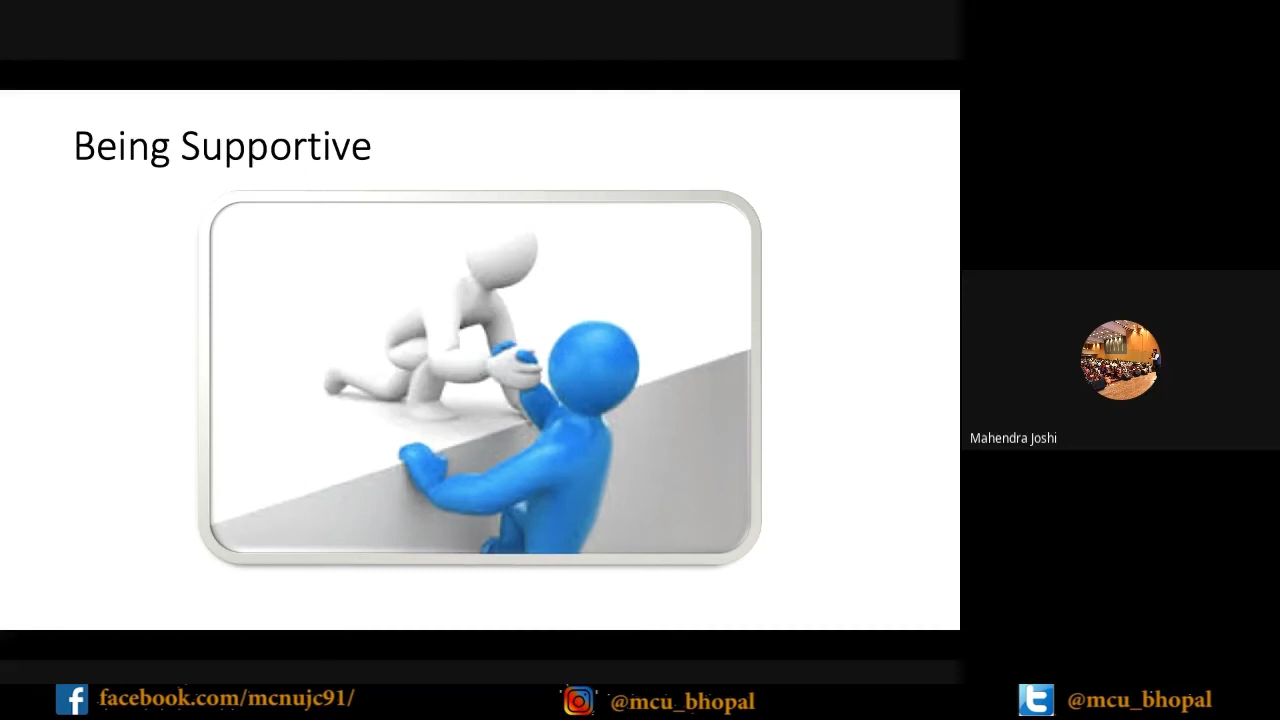 Being Supportive
Mahendra Joshi
facebook.com/mcnujc91/
@mcu_bhopal
@mcu_bhopal